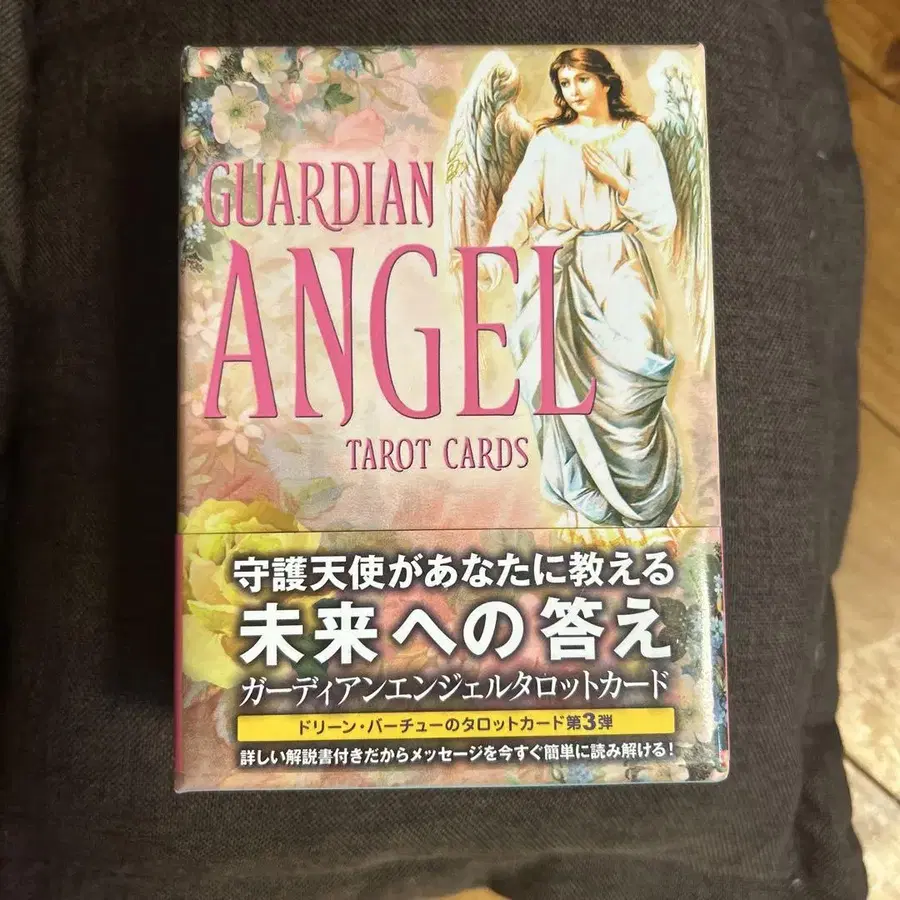 GUARDIAN
ANGEL
TAROT CARDS
守護天使があなたに教える
未来への答え
ガーディアンエンジェルタロットカード
ドリーン・バーチューのタロットカード第3弾
詳しい解説書付きだからメッセージを今すぐ簡単に読み解ける!